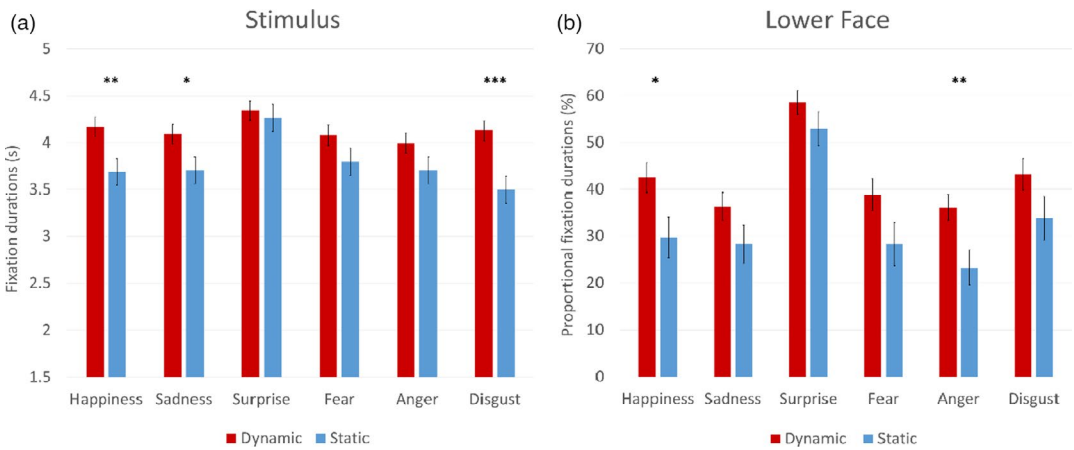 (a)
Stimulus
Fixation durations (s)
5
4.5
4
3.5
3
2.5
2
1.5
** * ***
Happiness Sadness Surprise Fear Anger Disgust
Dynamic Static
(b)
Lower Face
Proportional fixation durations (%)
70
60
50
40
30
20
10
0
* **
Happiness Sadness Surprise Fear Anger Disgust
Dynamic Static